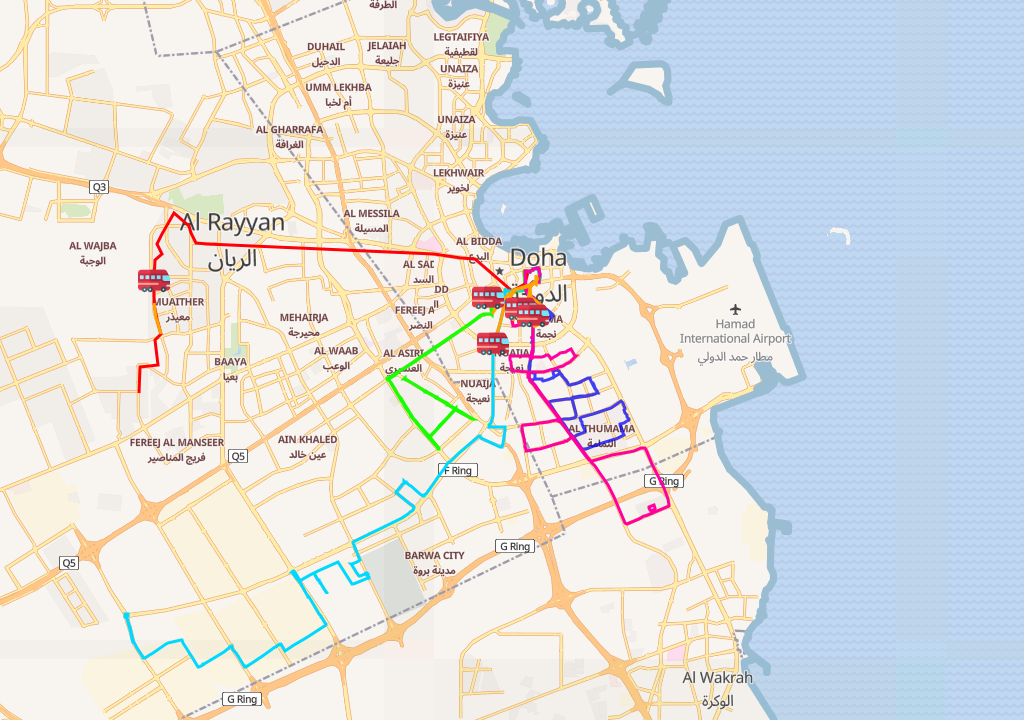 الطرفة
LEGTAIFIYA
لقطيفية
DUHAIL
الدحيل
JELAIAH
جليعة
UNAIZA
عنيزة
UMM LEKHBA
أم لخبا
UNAIZA
عنيزة
AL GHARRAFA
الغرافة
LEKHWAIR
لخوير
Q3
Al Rayyan
الريان
AL MESSILA
المسيلة
AL WAJBA
الوجبة
AL BIDDA
البدع
Doha
AL SAI
السد
DD
ال
MUAITHER
معيذر
MEHAIRJA
محيرجة
FEREEJ A
النصر
MA
نجمة
Hamad
International Airport
مطار حمد الدولي
BAAYA
بعيا
AL WAAB
الوعب
AL ASIRI
العسيري
نعيجة
NUAIJA
نعيجة
AL THUMAMA
الثمامة
FEREEJ AL MANSEER
فريج المناصير
AIN KHALED
عين خالد
Q5
F Ring
G Ring
G Ring
BARWA CITY
مدينة بروة
Q5
G Ring
Al Wakrah
الوكرة